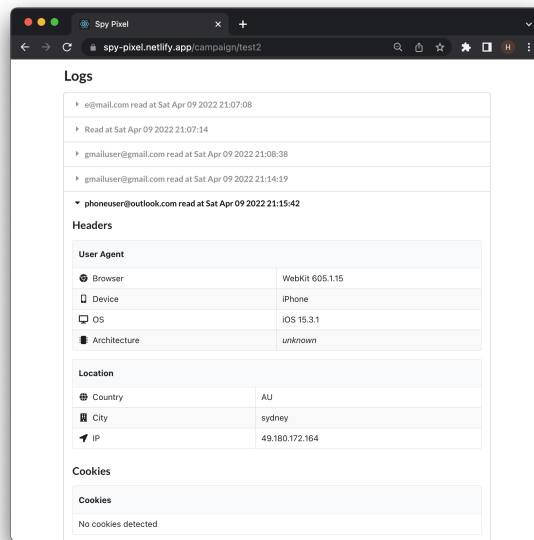 Spy Pixel
spy-pixel.netlify.app/campaign/test2
H
Logs
e@mail.com read at Sat Apr 09 2022 21:07:08
Read at Sat Apr 09 2022 21:07:14
gmailuser@gmail.com read at Sat Apr 09 2022 21:08:38
gmailuser@gmail.com read at Sat Apr 09 2022 21:14:19
phoneuser@outlook.com read at Sat Apr 09 2022 21:15:42
Headers
User Agent
Browser WebKit 605.1.15
Device iPhone
OS iOS 15.3.1
Architecture unknown
Location
Country AU
City sydney
IP 49.180.172.164
Cookies
Cookies
No cookies detected